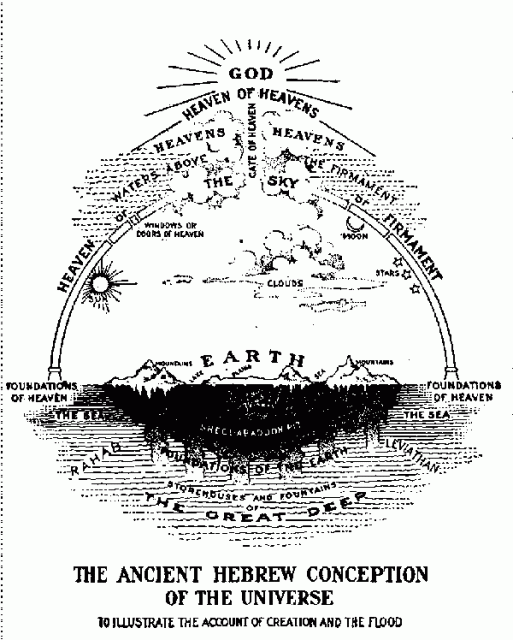 GOD
HEAVEN OF HEAVENS
GATE OF HEAVEN
HEAVENS
HEAVENS
WATERS ABOVE
THE FIRMAMENT
THE SKY
HEAVEN OR
OR FIRMAMENT
WINDOWS OR
DOORS OF HEAVEN
MOON
STARS
SUN
CLOUDS
EARTH
MOUNTAINS
MOUNTAINS
SEA
FOUNDATIONS
OF HEAVEN
FOUNDATIONS
OF HEAVEN
THE SEA
THE SEA
RAHAB
LEVIATHAN
FOUNDATIONS OF THE EARTH
STOREHOUSES AND FOUNTAINS
OF
THE GREAT DEEP
THE ANCIENT HEBREW CONCEPTION
OF THE UNIVERSE
TO ILLUSTRATE THE ACCOUNT OF CREATION AND THE FLOOD